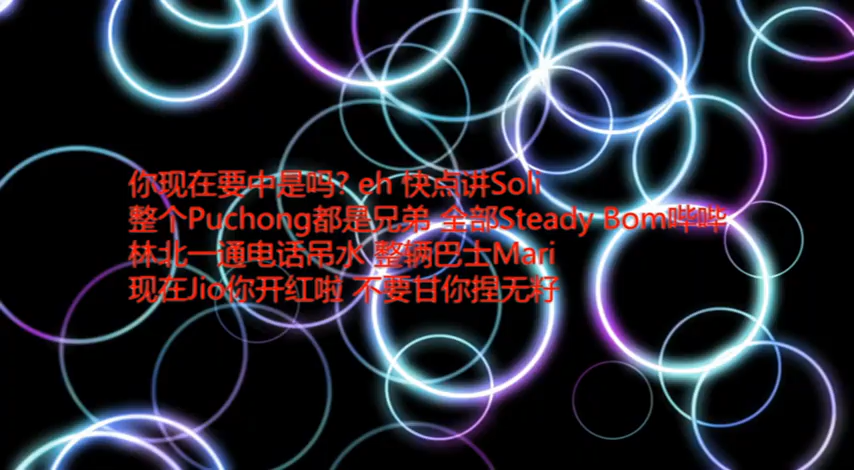 你现在要中是吗? eh 快点讲Soli
整个Puchong都是兄弟 全部Steady Bom哔哔
林北一通电话吊水 整辆巴士Mari
现在Jio你开红啦 不要甘你捏无籽